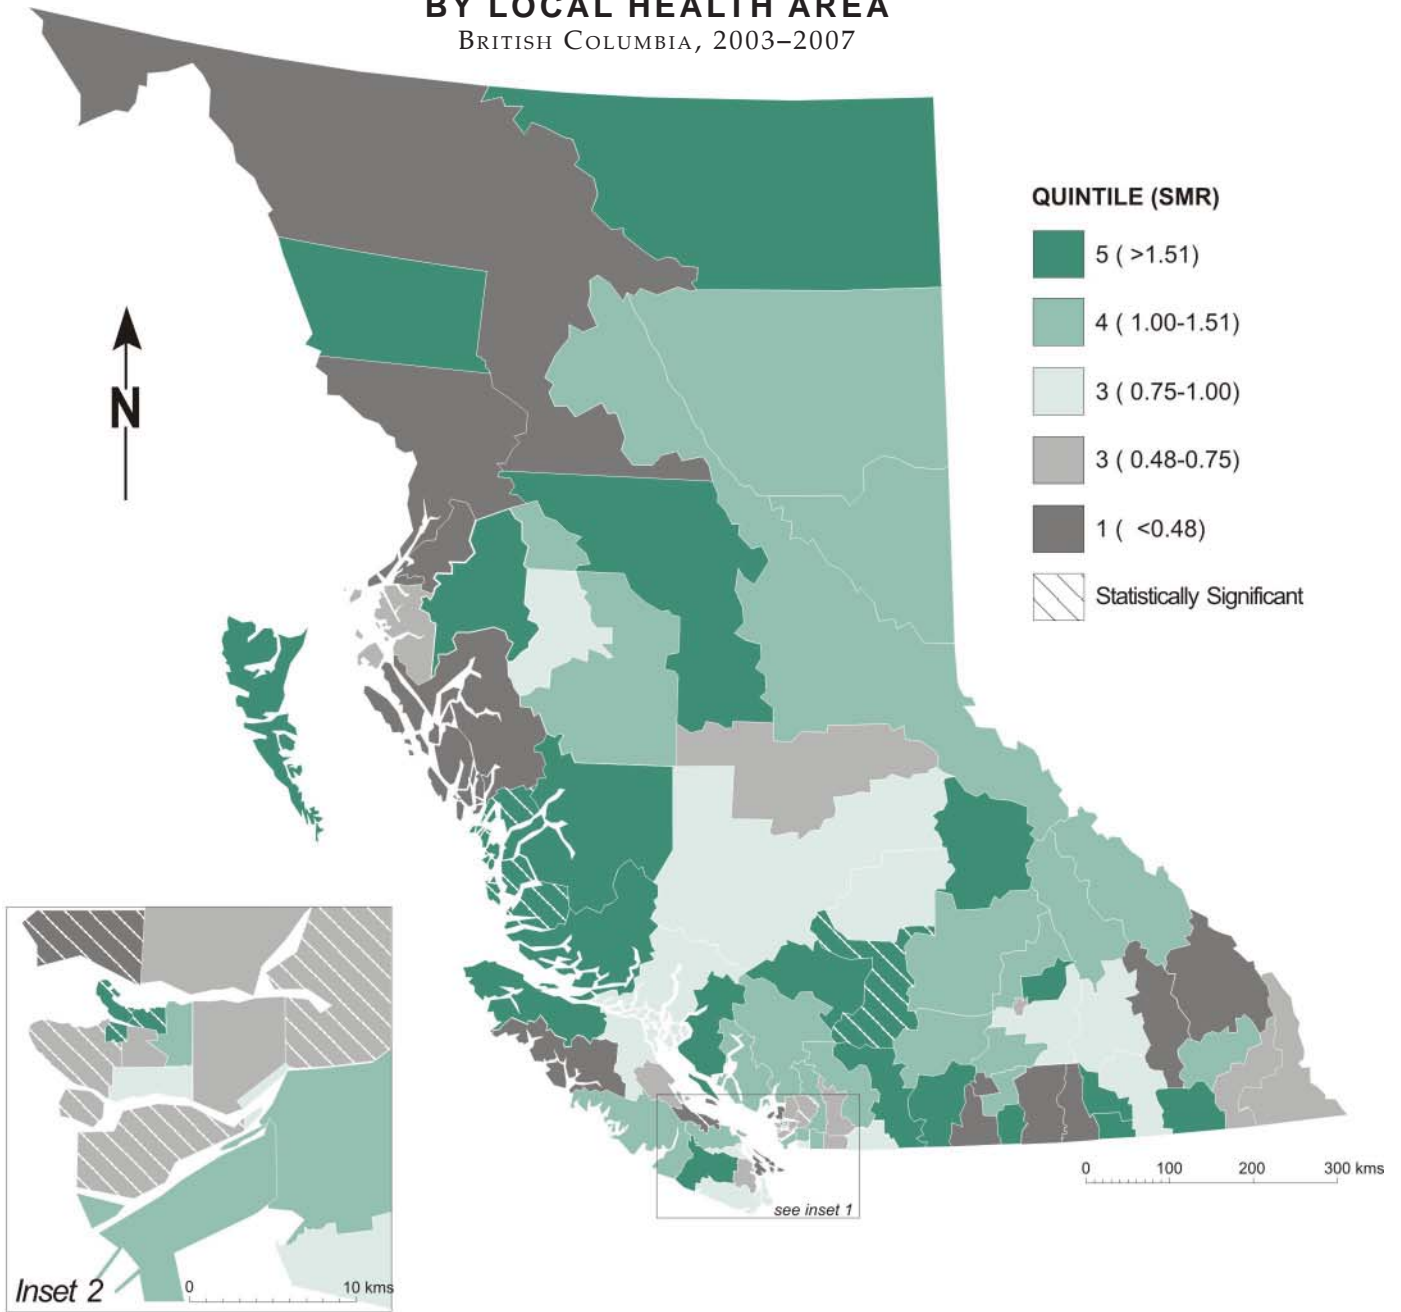 BY LOCAL HEALTH AREA
BRITISH COLUMBIA, 2003–2007
QUINTILE (SMR)
5 ( >1.51)
4 ( 1.00-1.51)
3 ( 0.75-1.00)
3 ( 0.48-0.75)
1 ( <0.48)
Statistically Significant
N
0 100 200 300 kms
see inset 1
Inset 2
0 10 kms